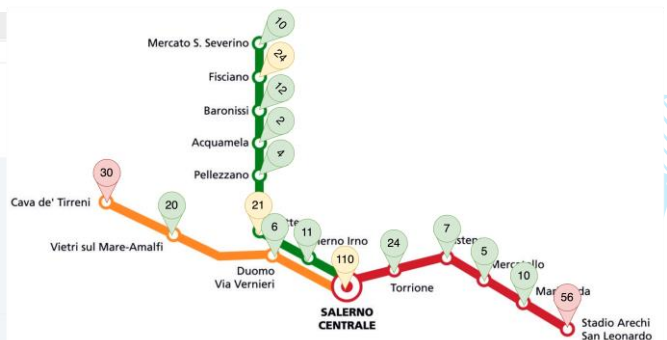 10
Mercato S. Severino
24
Fisciano
12
Baronissi
2
Acquamela
4
Pellezzano
30
Cava de' Tirreni
20
Vietri sul Mare-Amalfi
21
6
11
Irno
Duomo
Via Vernieri
110
SALERNO
CENTRALE
24
Torrione
7
5
10
56
Stadio Arechi
San Leonardo